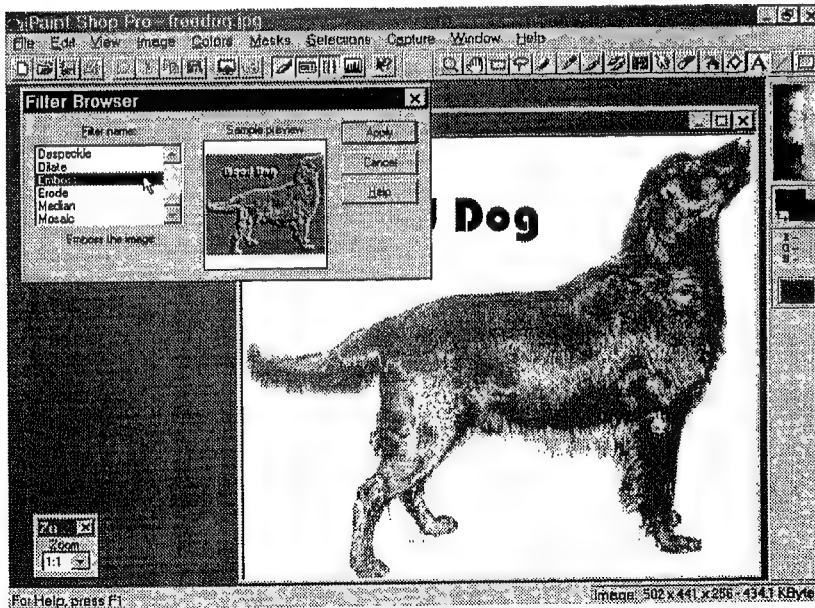 Paint Shop Pro - freedog.jpg
File Edit View Image Colors Masks Selections Capture Window Help
Filter Browser
Filter name:
Sample preview
Apply
Despeckle
Dilate
Emboss
Erode
Median
Mosaic
Cancel
Help
Emboss the image
Dog
Zoom
1:1
For Help, press F1
Image: 502 x 441 x 256 - 434.1 KByte